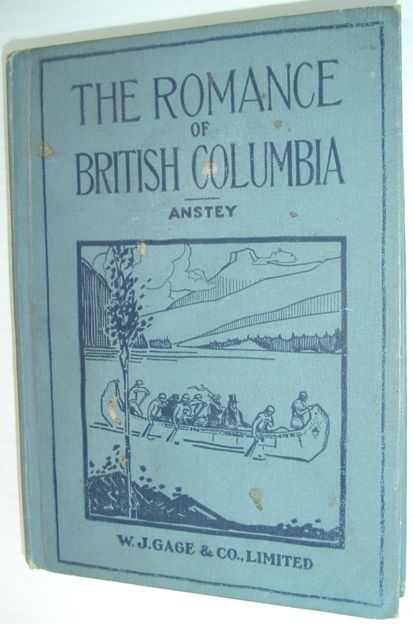 THE ROMANCE
OF
BRITISH COLUMBIA
ANSTEY
W. J. GAGE & CO., LIMITED